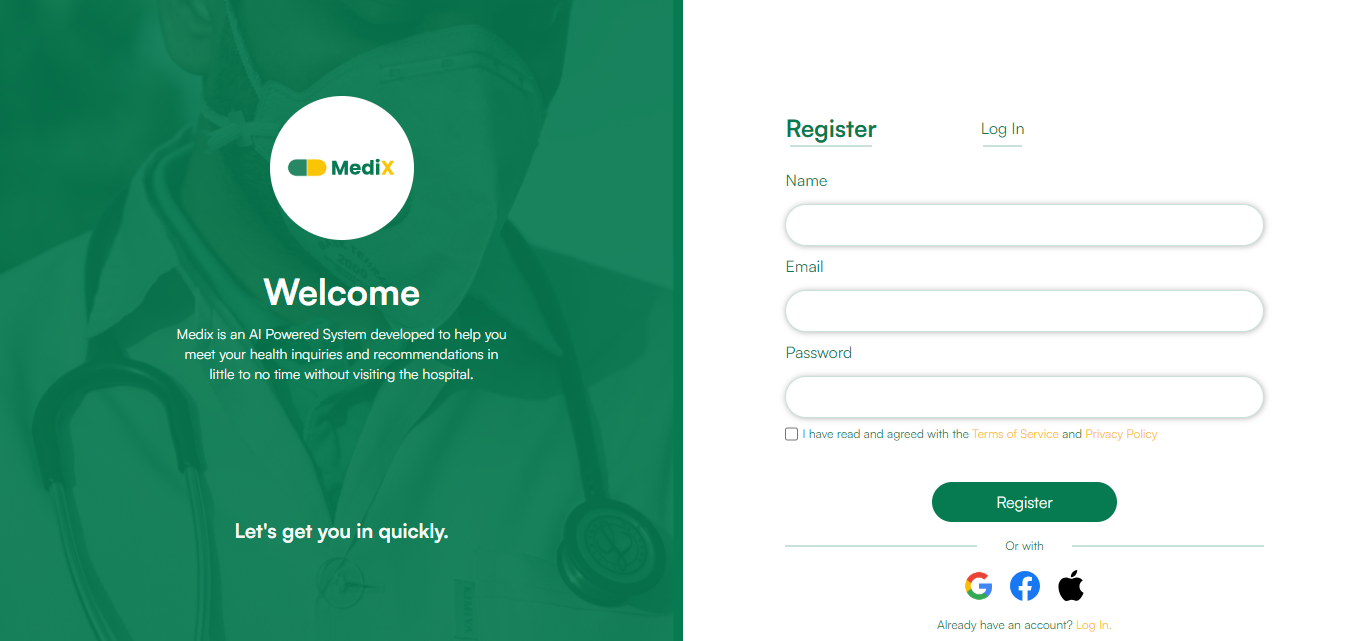 MediX
Welcome
Medix is an AI Powered System developed to help you
meet your health inquiries and recommendations in
little to no time without visiting the hospital.
Let's get you in quickly.
Register
Log In
Name
Email
Password
I have read and agreed with the Terms of Service and Privacy Policy
Register
Or with
Already have an account? Log In.